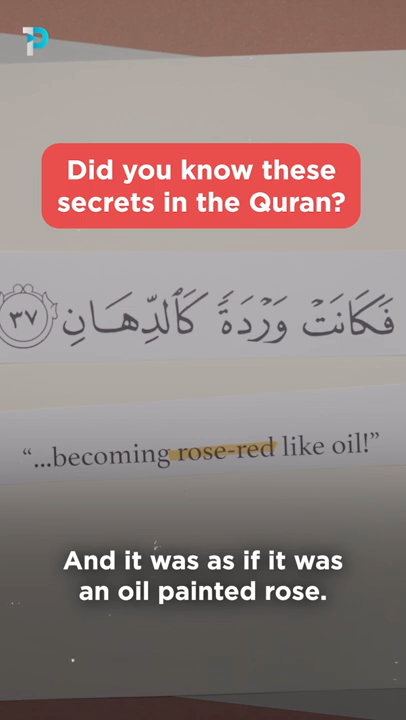 Did you know these
secrets in the Quran?
فَكَانَتْ وَرْدَةً كَٱلدِّهَانِ ٣٧
“...becoming rose-red like oil!”
And it was as if it was
an oil painted rose.